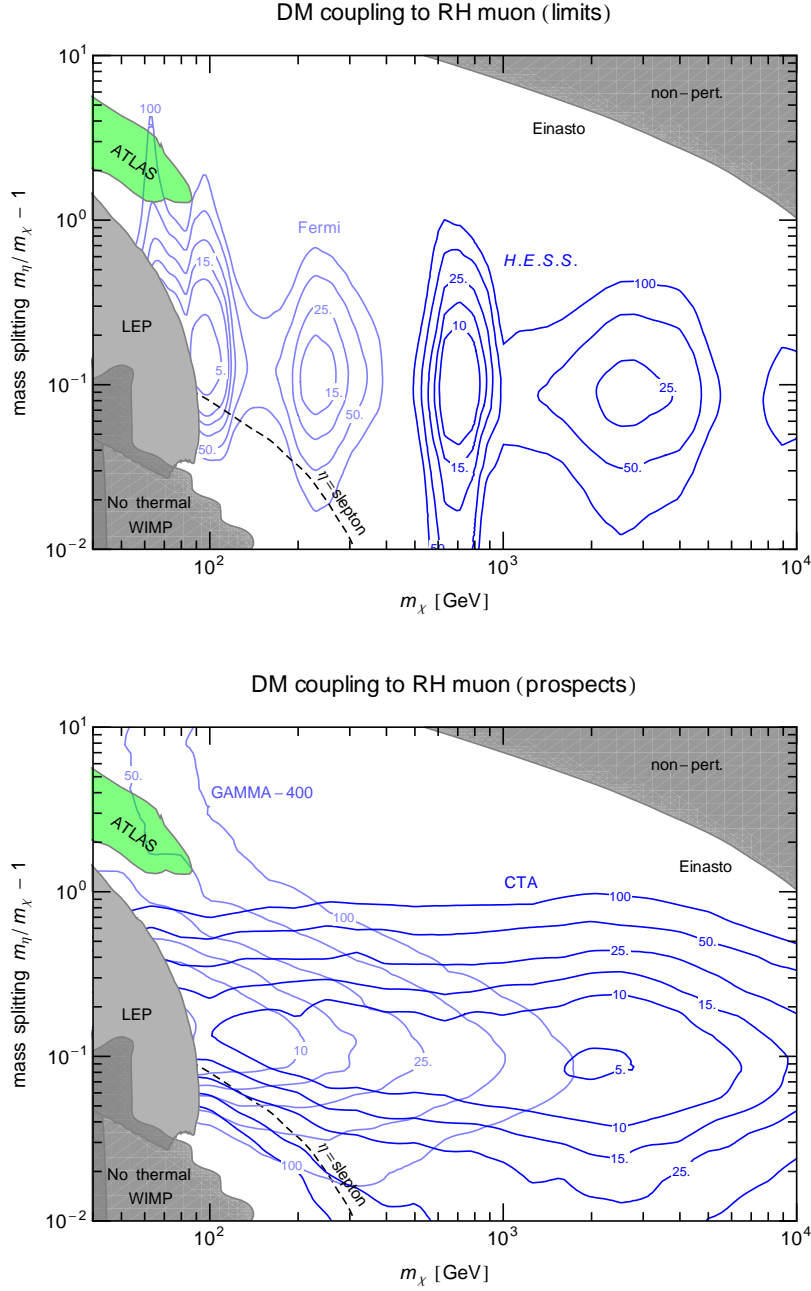 DM coupling to RH muon (limits)
mass splitting m_η/m_χ − 1
10^1
10^0
10^−1
10^−2
100
ATLAS
LEP
No thermal
WIMP
15.
5.
50.
Fermi
25.
15.
50.
η=slepton
Einasto
non−pert.
H.E.S.S.
25.
10
15.
50.
100
25.
50.
10^2
10^3
10^4
m_χ [GeV]
DM coupling to RH muon (prospects)
mass splitting m_η/m_χ − 1
10^1
10^0
10^−1
10^−2
50.
GAMMA−400
ATLAS
LEP
No thermal
WIMP
100
10
25.
100
η=slepton
non−pert.
Einasto
CTA
100
50.
25.
15.
10
5.
10
15.
25.
10^2
10^3
10^4
m_χ [GeV]